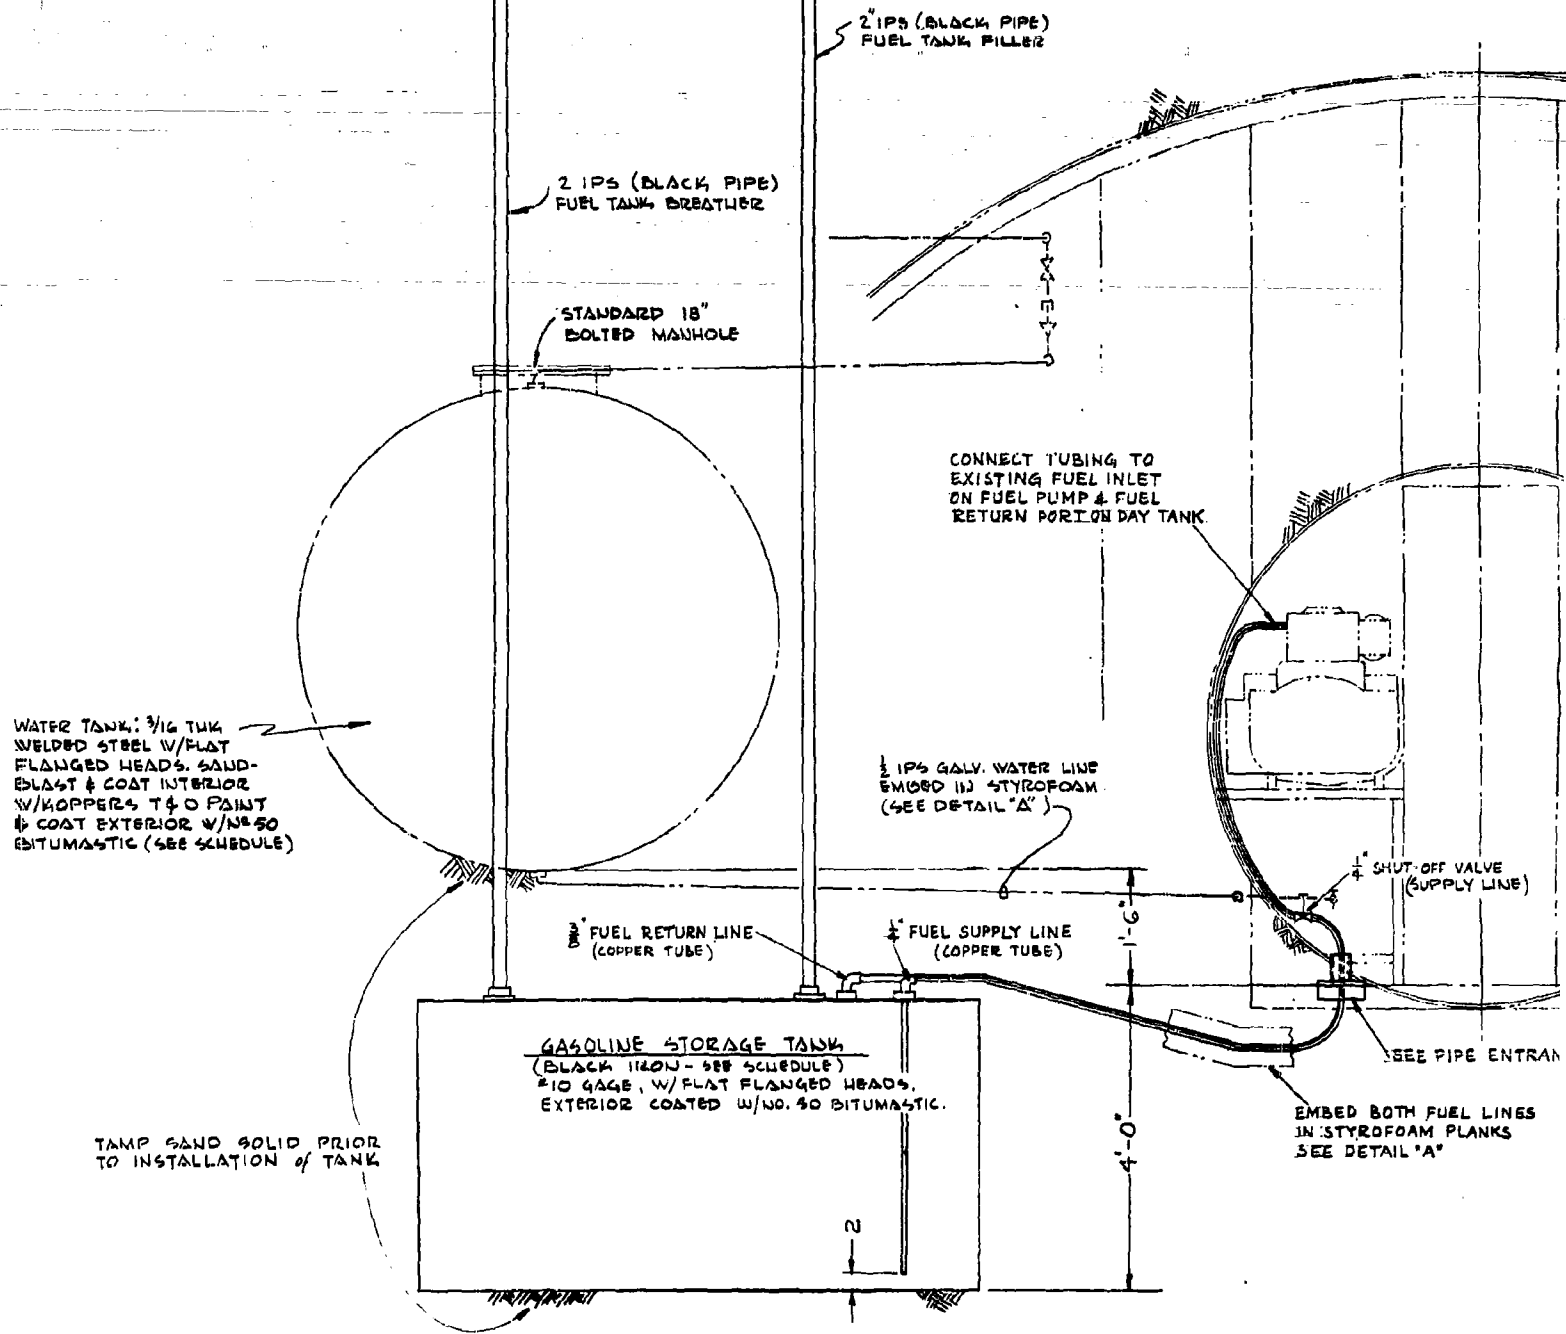 2" IPS (BLACK PIPE)
FUEL TANK FILLER
2 IPS (BLACK PIPE)
FUEL TANK BREATHER
STANDARD 18"
BOLTED MANHOLE
CONNECT TUBING TO
EXISTING FUEL INLET
ON FUEL PUMP & FUEL
RETURN PORT ON DAY TANK
WATER TANK: 3/16 THK
WELDED STEEL W/FLAT
FLANGED HEADS. SAND-
BLAST & COAT INTERIOR
W/KOPPERS T & O PAINT
& COAT EXTERIOR W/Nº 50
BITUMASTIC (SEE SCHEDULE)
1/2 IPS GALV. WATER LINE
EMBED IN STYROFOAM
(SEE DETAIL "A")
1/4" SHUT-OFF VALVE
(SUPPLY LINE)
FUEL RETURN LINE
(COPPER TUBE)
1/4" FUEL SUPPLY LINE
(COPPER TUBE)
1'-6"
GASOLINE STORAGE TANK
(BLACK IRON - SEE SCHEDULE)
#10 GAGE, W/FLAT FLANGED HEADS.
EXTERIOR COATED W/NO. 50 BITUMASTIC.
SEE PIPE ENTRAN
EMBED BOTH FUEL LINES
IN STYROFOAM PLANKS
SEE DETAIL "A"
4'-0"
TAMP SAND SOLID PRIOR
TO INSTALLATION of TANK
2